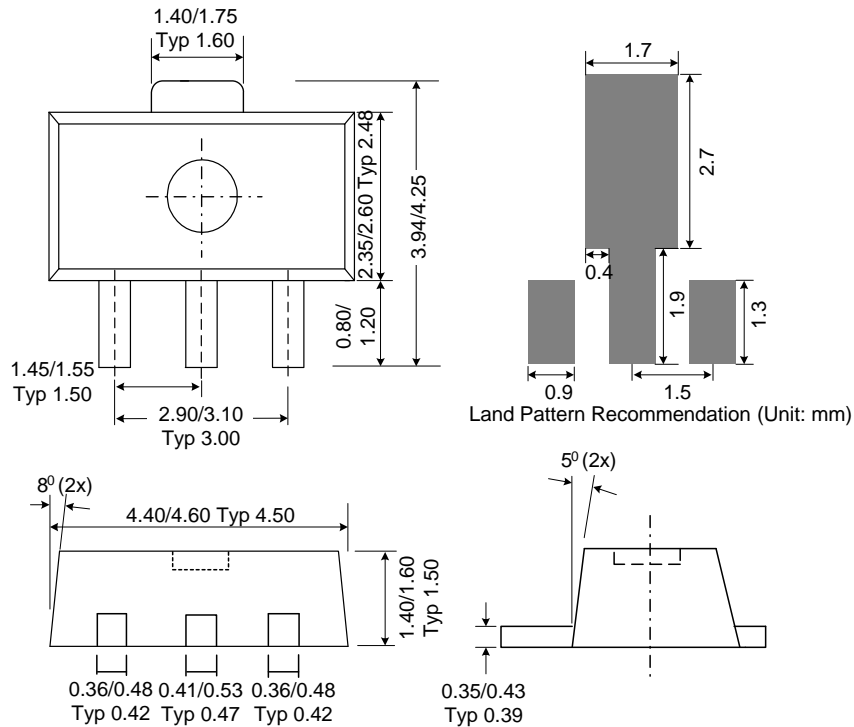 1.40/1.75
Typ 1.60
2.35/2.60 Typ 2.48
3.94/4.25
0.80/
1.20
1.45/1.55
Typ 1.50
2.90/3.10
Typ 3.00
1.7
2.7
0.4
1.9
1.3
0.9
1.5
Land Pattern Recommendation (Unit: mm)
8⁰ (2x)
4.40/4.60 Typ 4.50
1.40/1.60
Typ 1.50
0.36/0.48
Typ 0.42
0.41/0.53
Typ 0.47
0.36/0.48
Typ 0.42
5⁰ (2x)
0.35/0.43
Typ 0.39